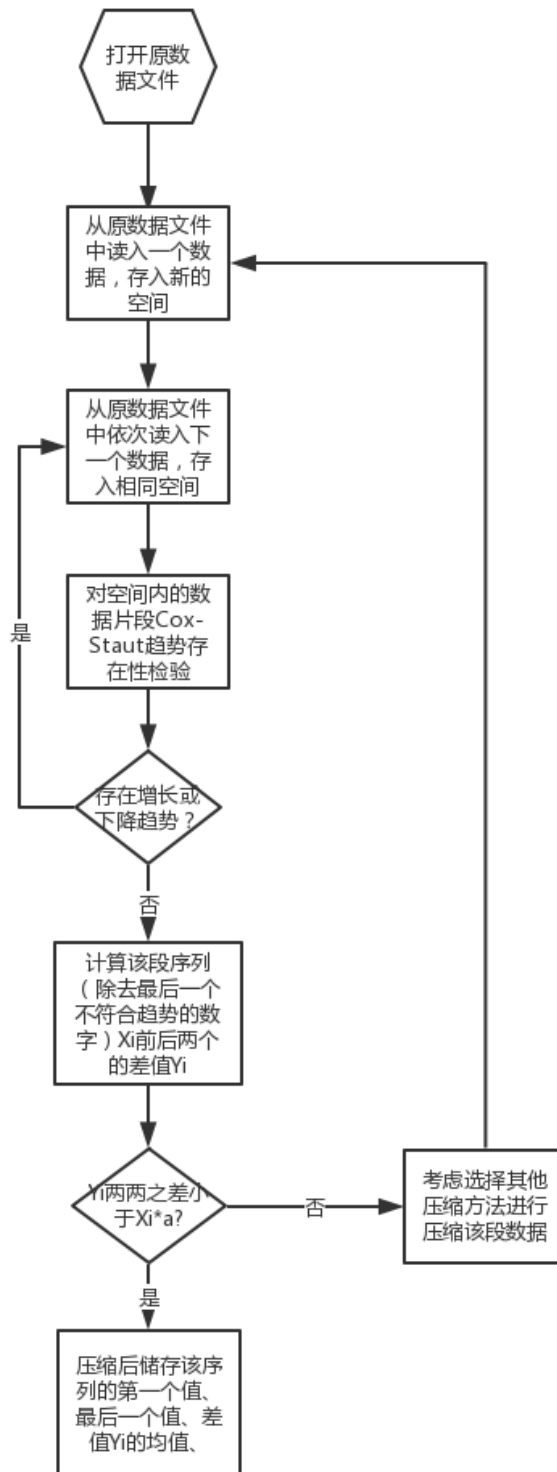 打开原数
据文件
从原数据文件
中读入一个数
据，存入新的
空间
从原数据文件
中依次读入下
一个数据，存
入相同空间
对空间内的数
据片段Cox-
Staut趋势存
在性检验
是
存在增长或
下降趋势？
否
计算该段序列
（除去最后一个
不符合趋势的数
字）Xi前后两个
的差值Yi
Yi两两之差小
于Xi*a?
否
考虑选择其他
压缩方法进行
压缩该段数据
是
压缩后储存该序
列的第一个值、
最后一个值、差
值Yi的均值、